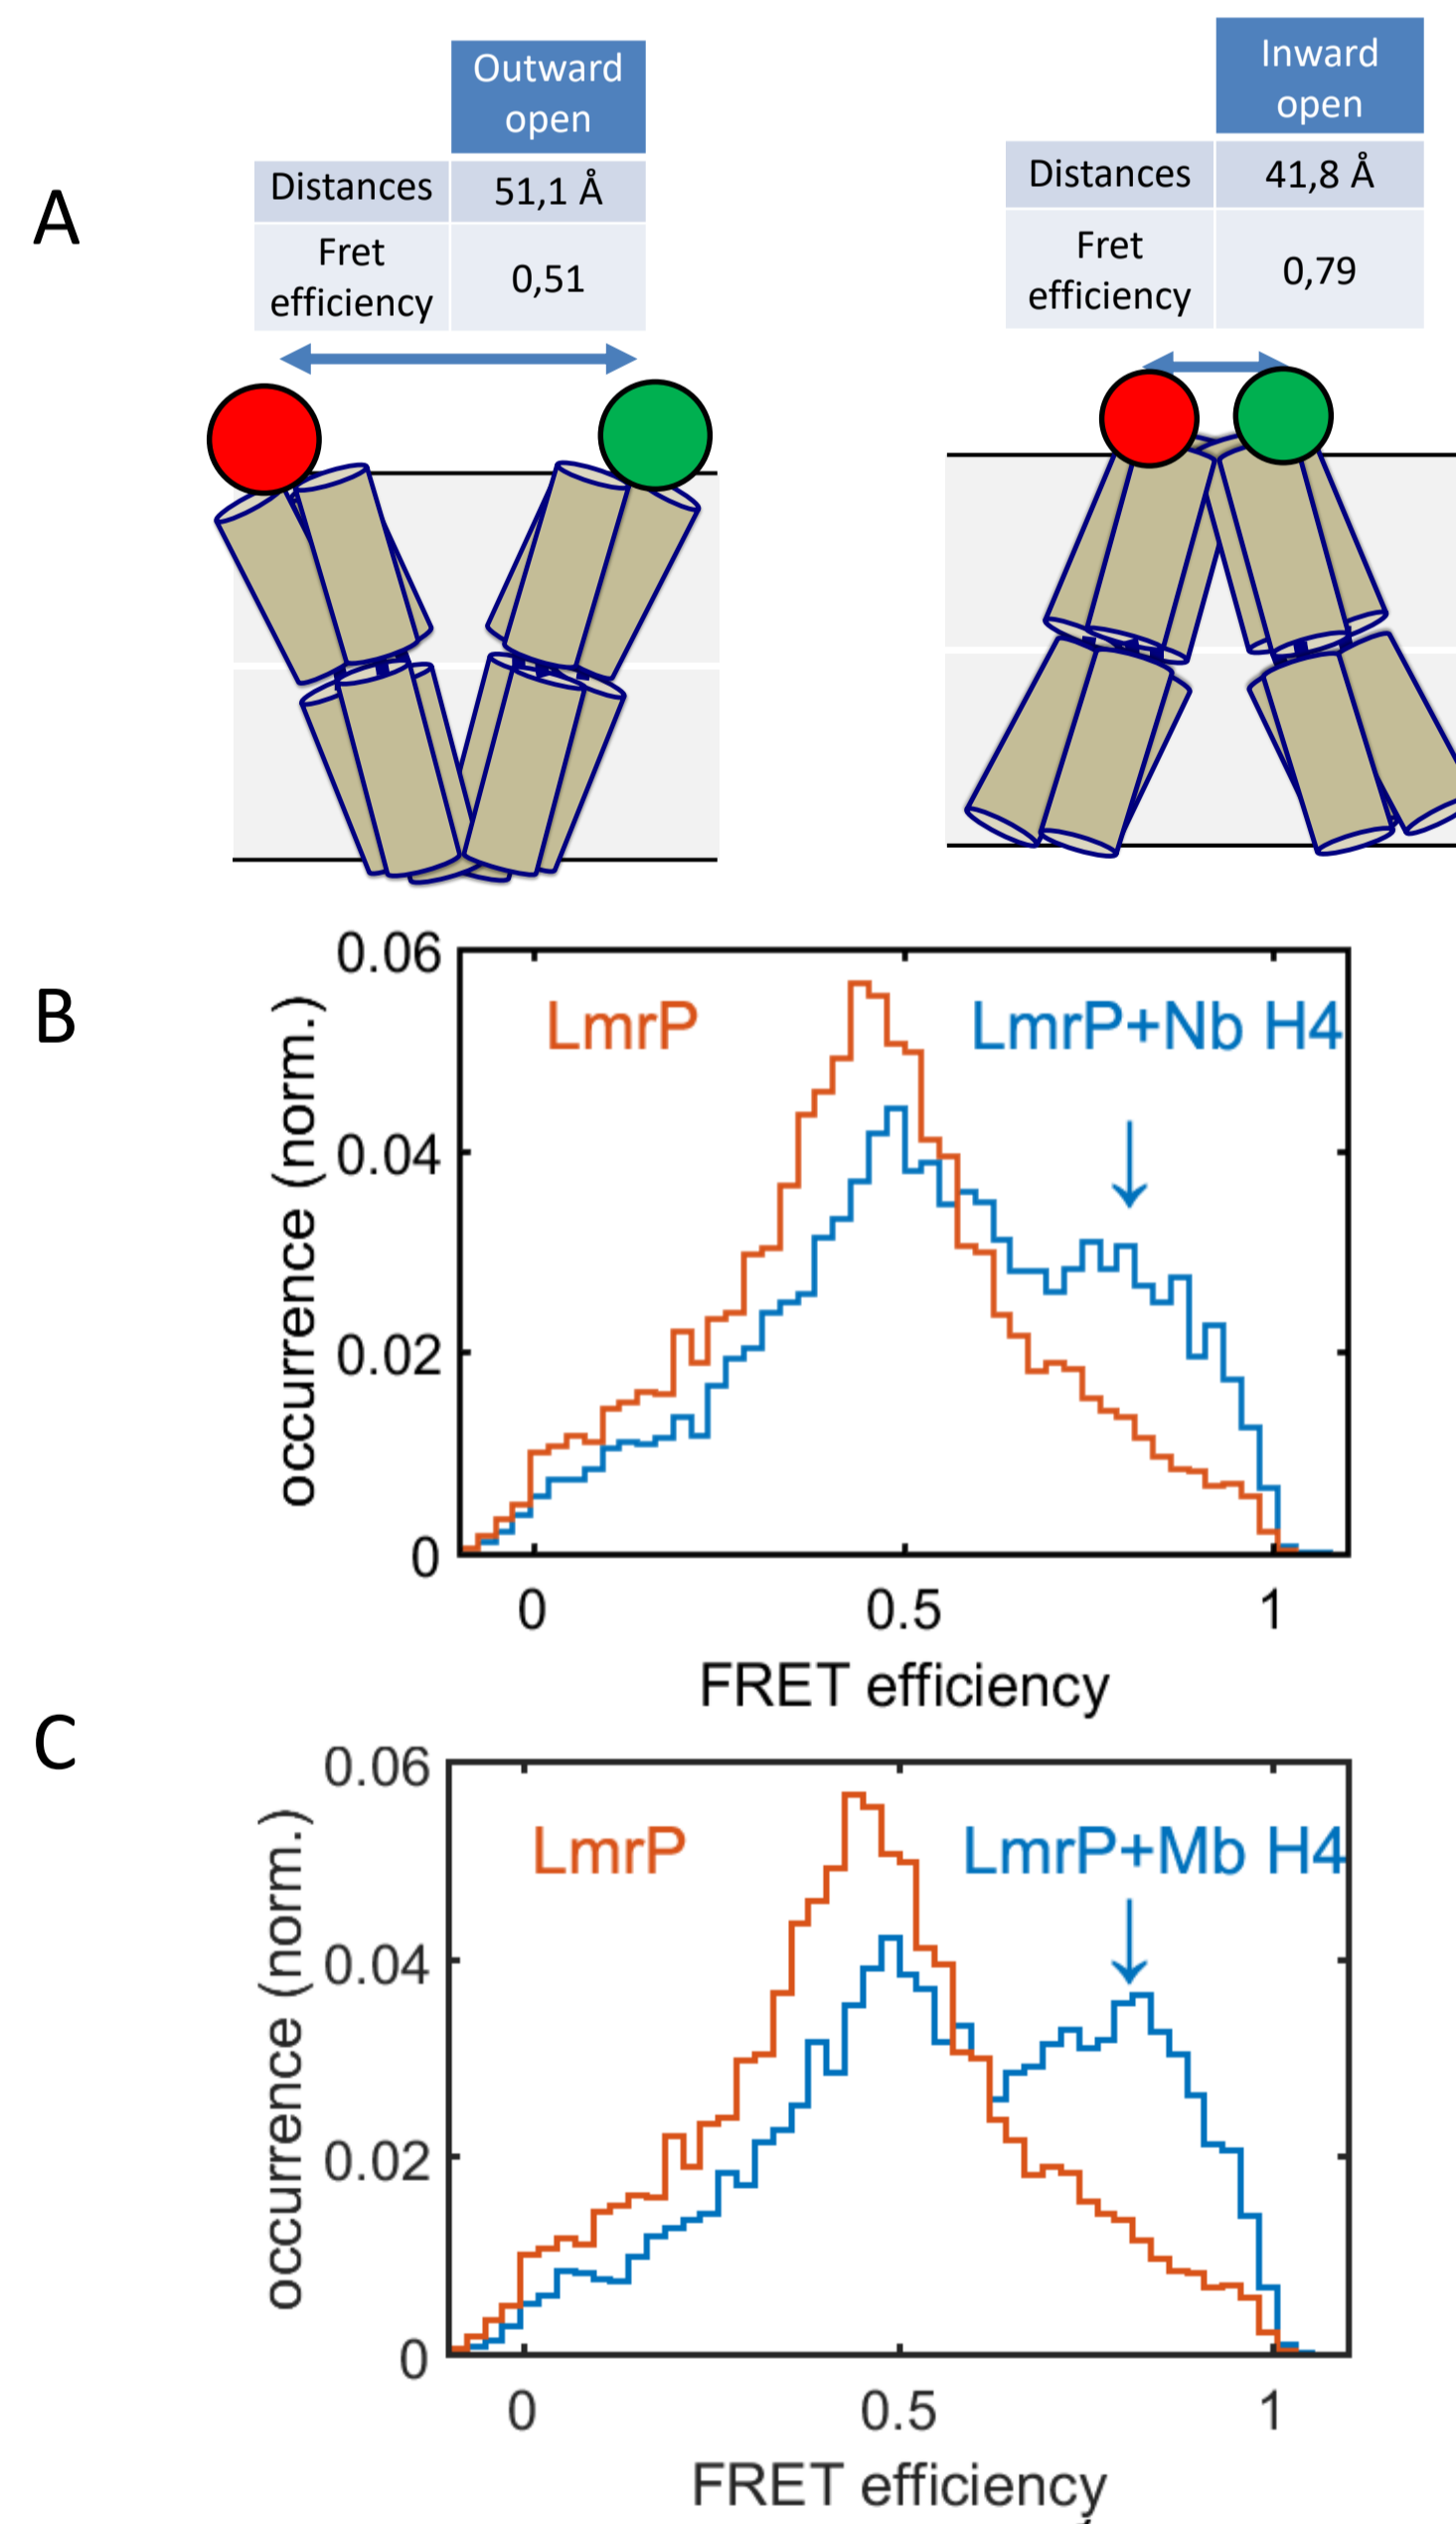 A
Outward
open
Distances
51,1 Å
Fret
efficiency
0,51
Inward
open
Distances
41,8 Å
Fret
efficiency
0,79
B
occurrence (norm.)
0.06
0.04
0.02
0
LmrP
LmrP+Nb H4
0
0.5
1
FRET efficiency
C
occurrence (norm.)
0.06
0.04
0.02
0
LmrP
LmrP+Mb H4
0
0.5
1
FRET efficiency